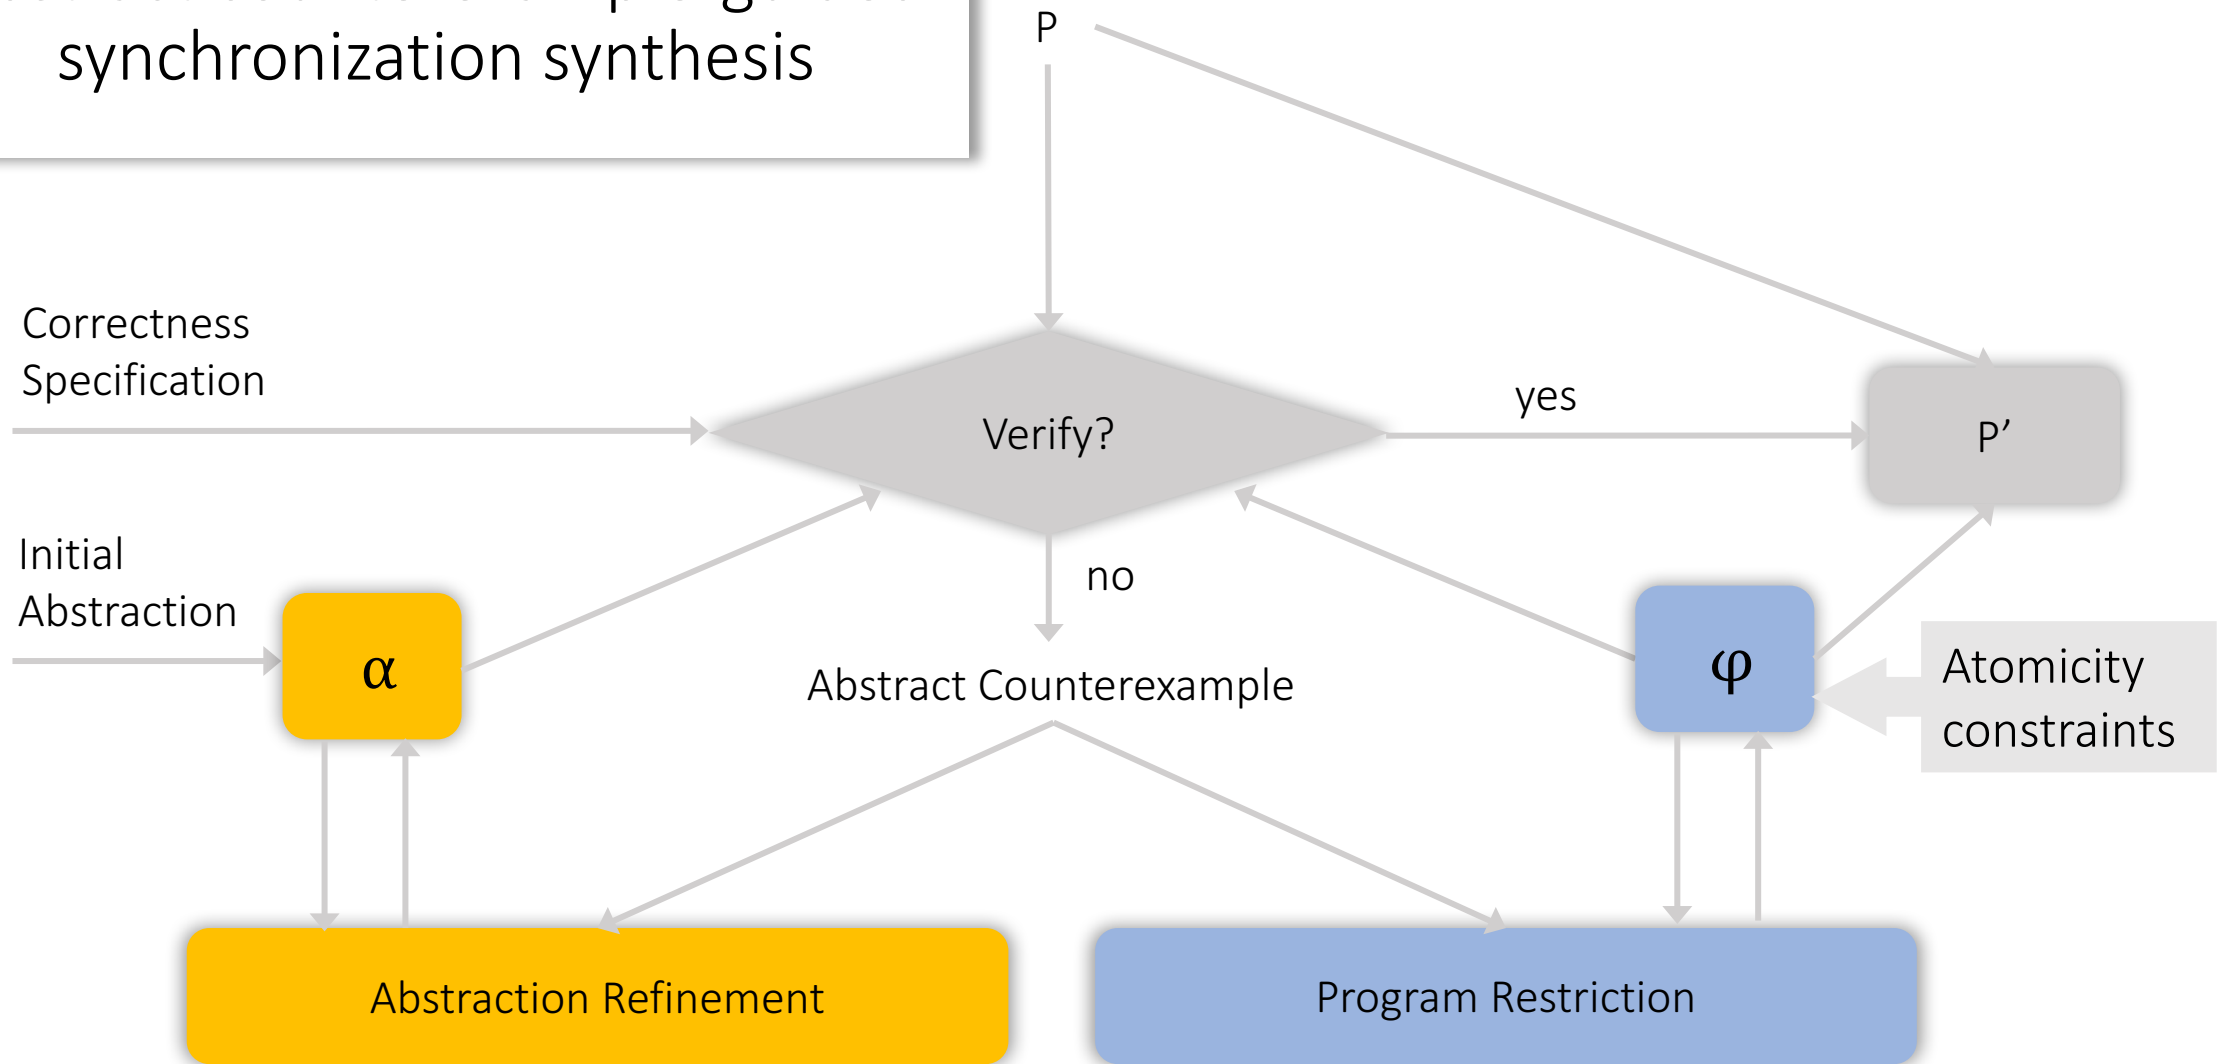 synchronization synthesis
P
Correctness
Specification
Verify?
yes
P’
Initial
Abstraction
no
α
φ
Abstract Counterexample
Atomicity
constraints
Abstraction Refinement
Program Restriction